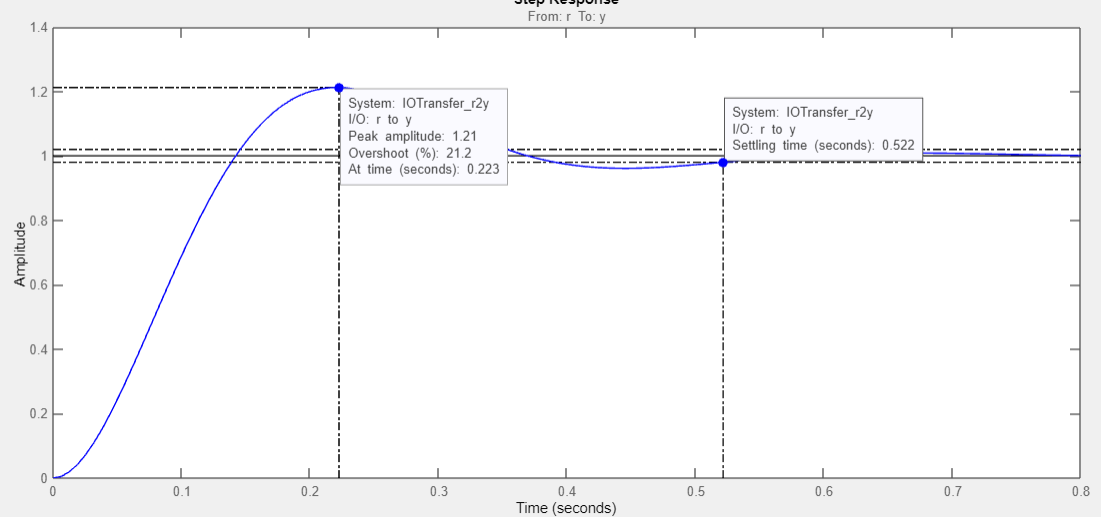 Step Response
From: r To: y
1.4
1.2
1
0.8
0.6
0.4
0.2
0
Amplitude
System: IOTransfer_r2y
I/O: r to y
Peak amplitude: 1.21
Overshoot (%): 21.2
At time (seconds): 0.223
System: IOTransfer_r2y
I/O: r to y
Settling time (seconds): 0.522
0 0.1 0.2 0.3 0.4 0.5 0.6 0.7 0.8
Time (seconds)